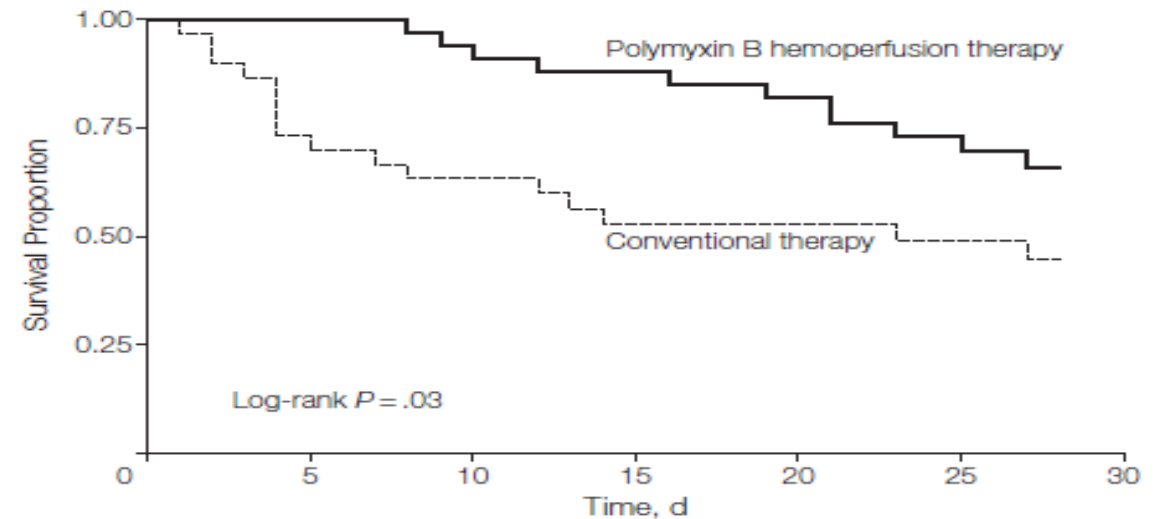 1.00
Polymyxin B hemoperfusion therapy
0.75
Survival Proportion
0.50
Conventional therapy
0.25
Log-rank P = .03
0 5 10 15 20 25 30
Time, d